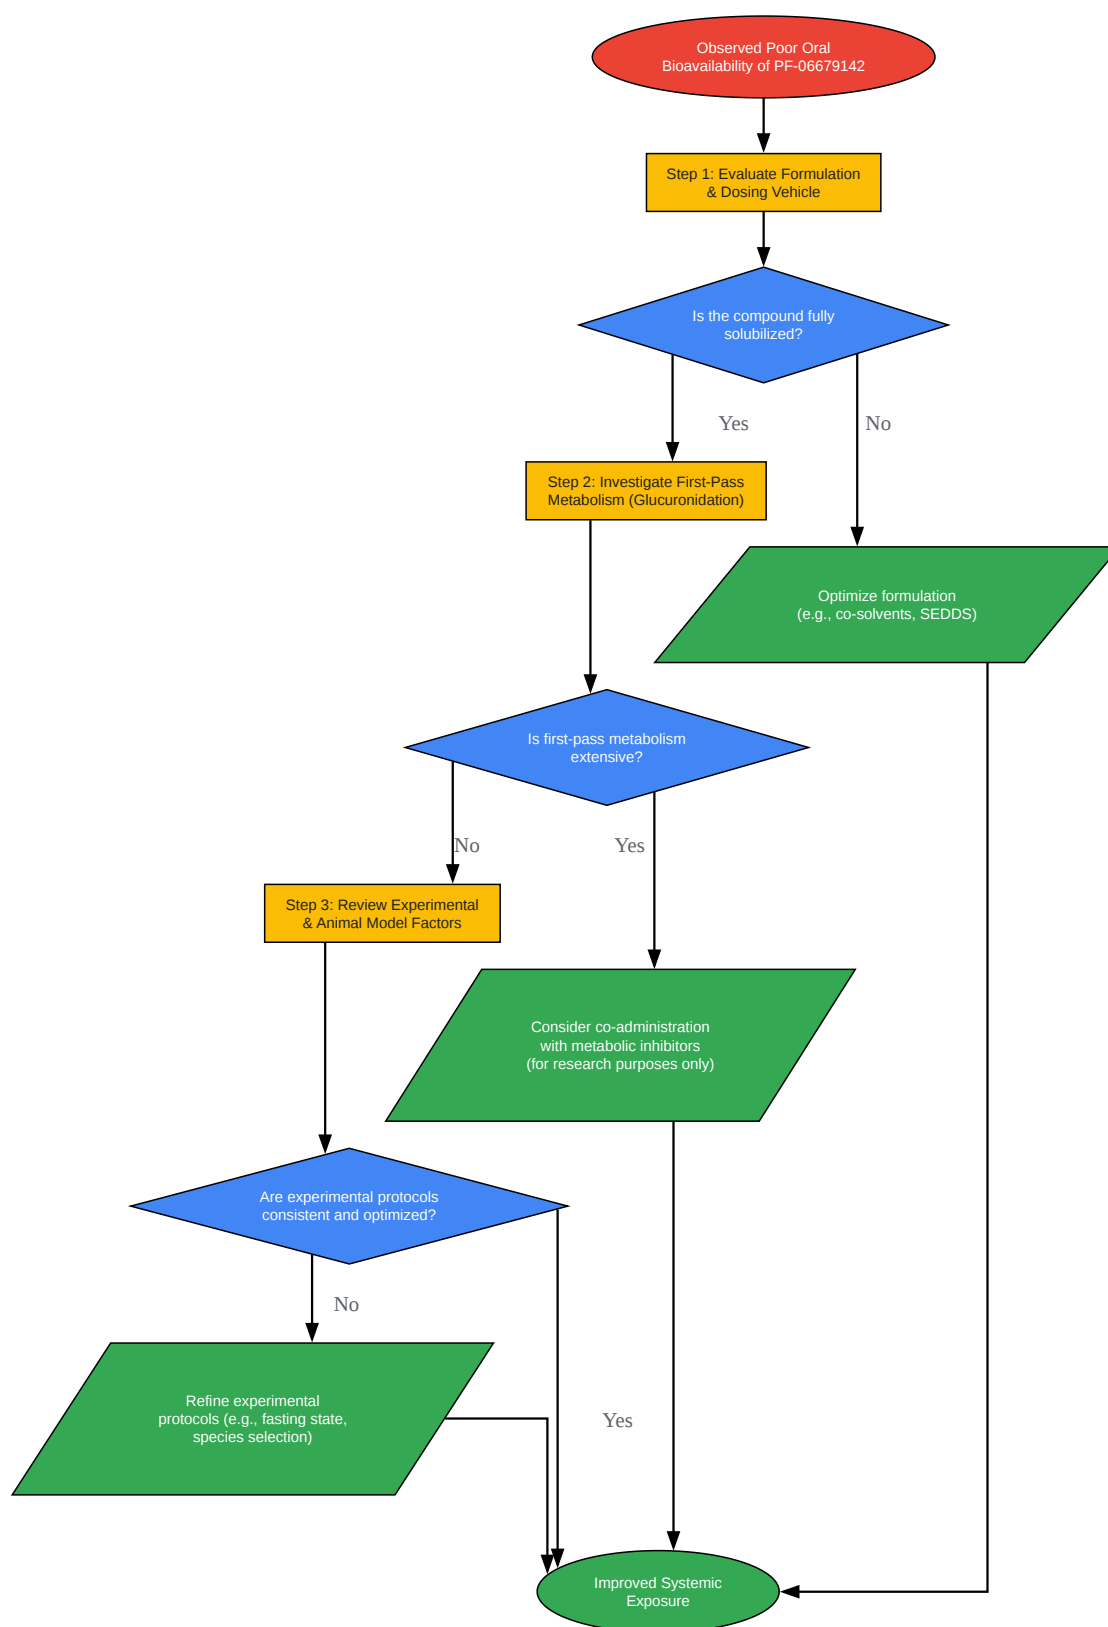 Observed Poor Oral
Bioavailability of PF-06679142
Step 1: Evaluate Formulation
& Dosing Vehicle
Is the compound fully
solubilized?
Yes
No
Step 2: Investigate First-Pass
Metabolism (Glucuronidation)
Optimize formulation
(e.g., co-solvents, SEDDS)
Is first-pass metabolism
extensive?
No
Yes
Step 3: Review Experimental
& Animal Model Factors
Consider co-administration
with metabolic inhibitors
(for research purposes only)
Are experimental protocols
consistent and optimized?
No
Refine experimental
protocols (e.g., fasting state,
species selection)
Yes
Improved Systemic
Exposure